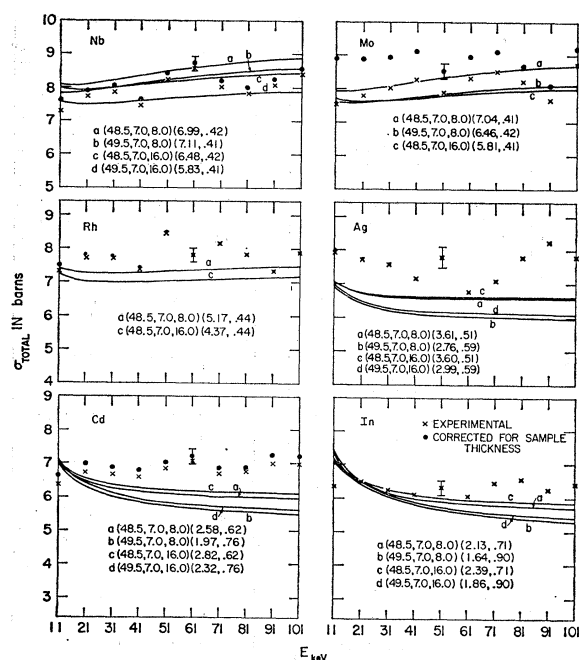 σTOTAL IN barns
10
9
8
7
6
5
Nb
a
b
c
d
a (48.5,7.0,8.0)(6.99, .42)
b (49.5,7.0,8.0)(7.11, .41)
c (48.5,7.0,16.0)(6.48,.42)
d (49.5,7.0,16.0)(5.83, .41)
Mo
a
b
c
a (48.5,7.0,8.0)(7.04, .41)
b (49.5,7.0,8.0)(6.46, .42)
c (48.5,7.0,16.0)(5.81, .41)
9
8
7
6
5
4
Rh
a
c
a (48.5,7.0,8.0)(5.17, .44)
c (48.5,7.0,16.0)(4.37, .44)
Ag
c
a
d
b
a (48.5,7.0,8.0)(3.61, .51)
b (49.5,7.0,8.0)(2.76, .59)
c (48.5,7.0,16.0)(3.60, .51)
d (49.5,7.0,16.0)(2.99, .59)
9
8
7
6
5
4
3
Cd
c
a
d
b
a (48.5,7.0,8.0)(2.58, .62)
b (49.5,7.0,8.0)(1.97, .76)
c (48.5,7.0,16.0)(2.82, .62)
d (49.5,7.0,16.0)(2.32, .76)
In
× EXPERIMENTAL
● CORRECTED FOR SAMPLE
THICKNESS
c
a
d
b
a (48.5,7.0,8.0)(2.13, .71)
b (49.5,7.0,8.0)(1.64, .90)
c (48.5,7.0,16.0)(2.39, .71)
d (49.5,7.0,16.0)(1.86, .90)
11 21 31 41 51 61 71 81 91 101
11 21 31 41 51 61 71 81 91 101
E keV